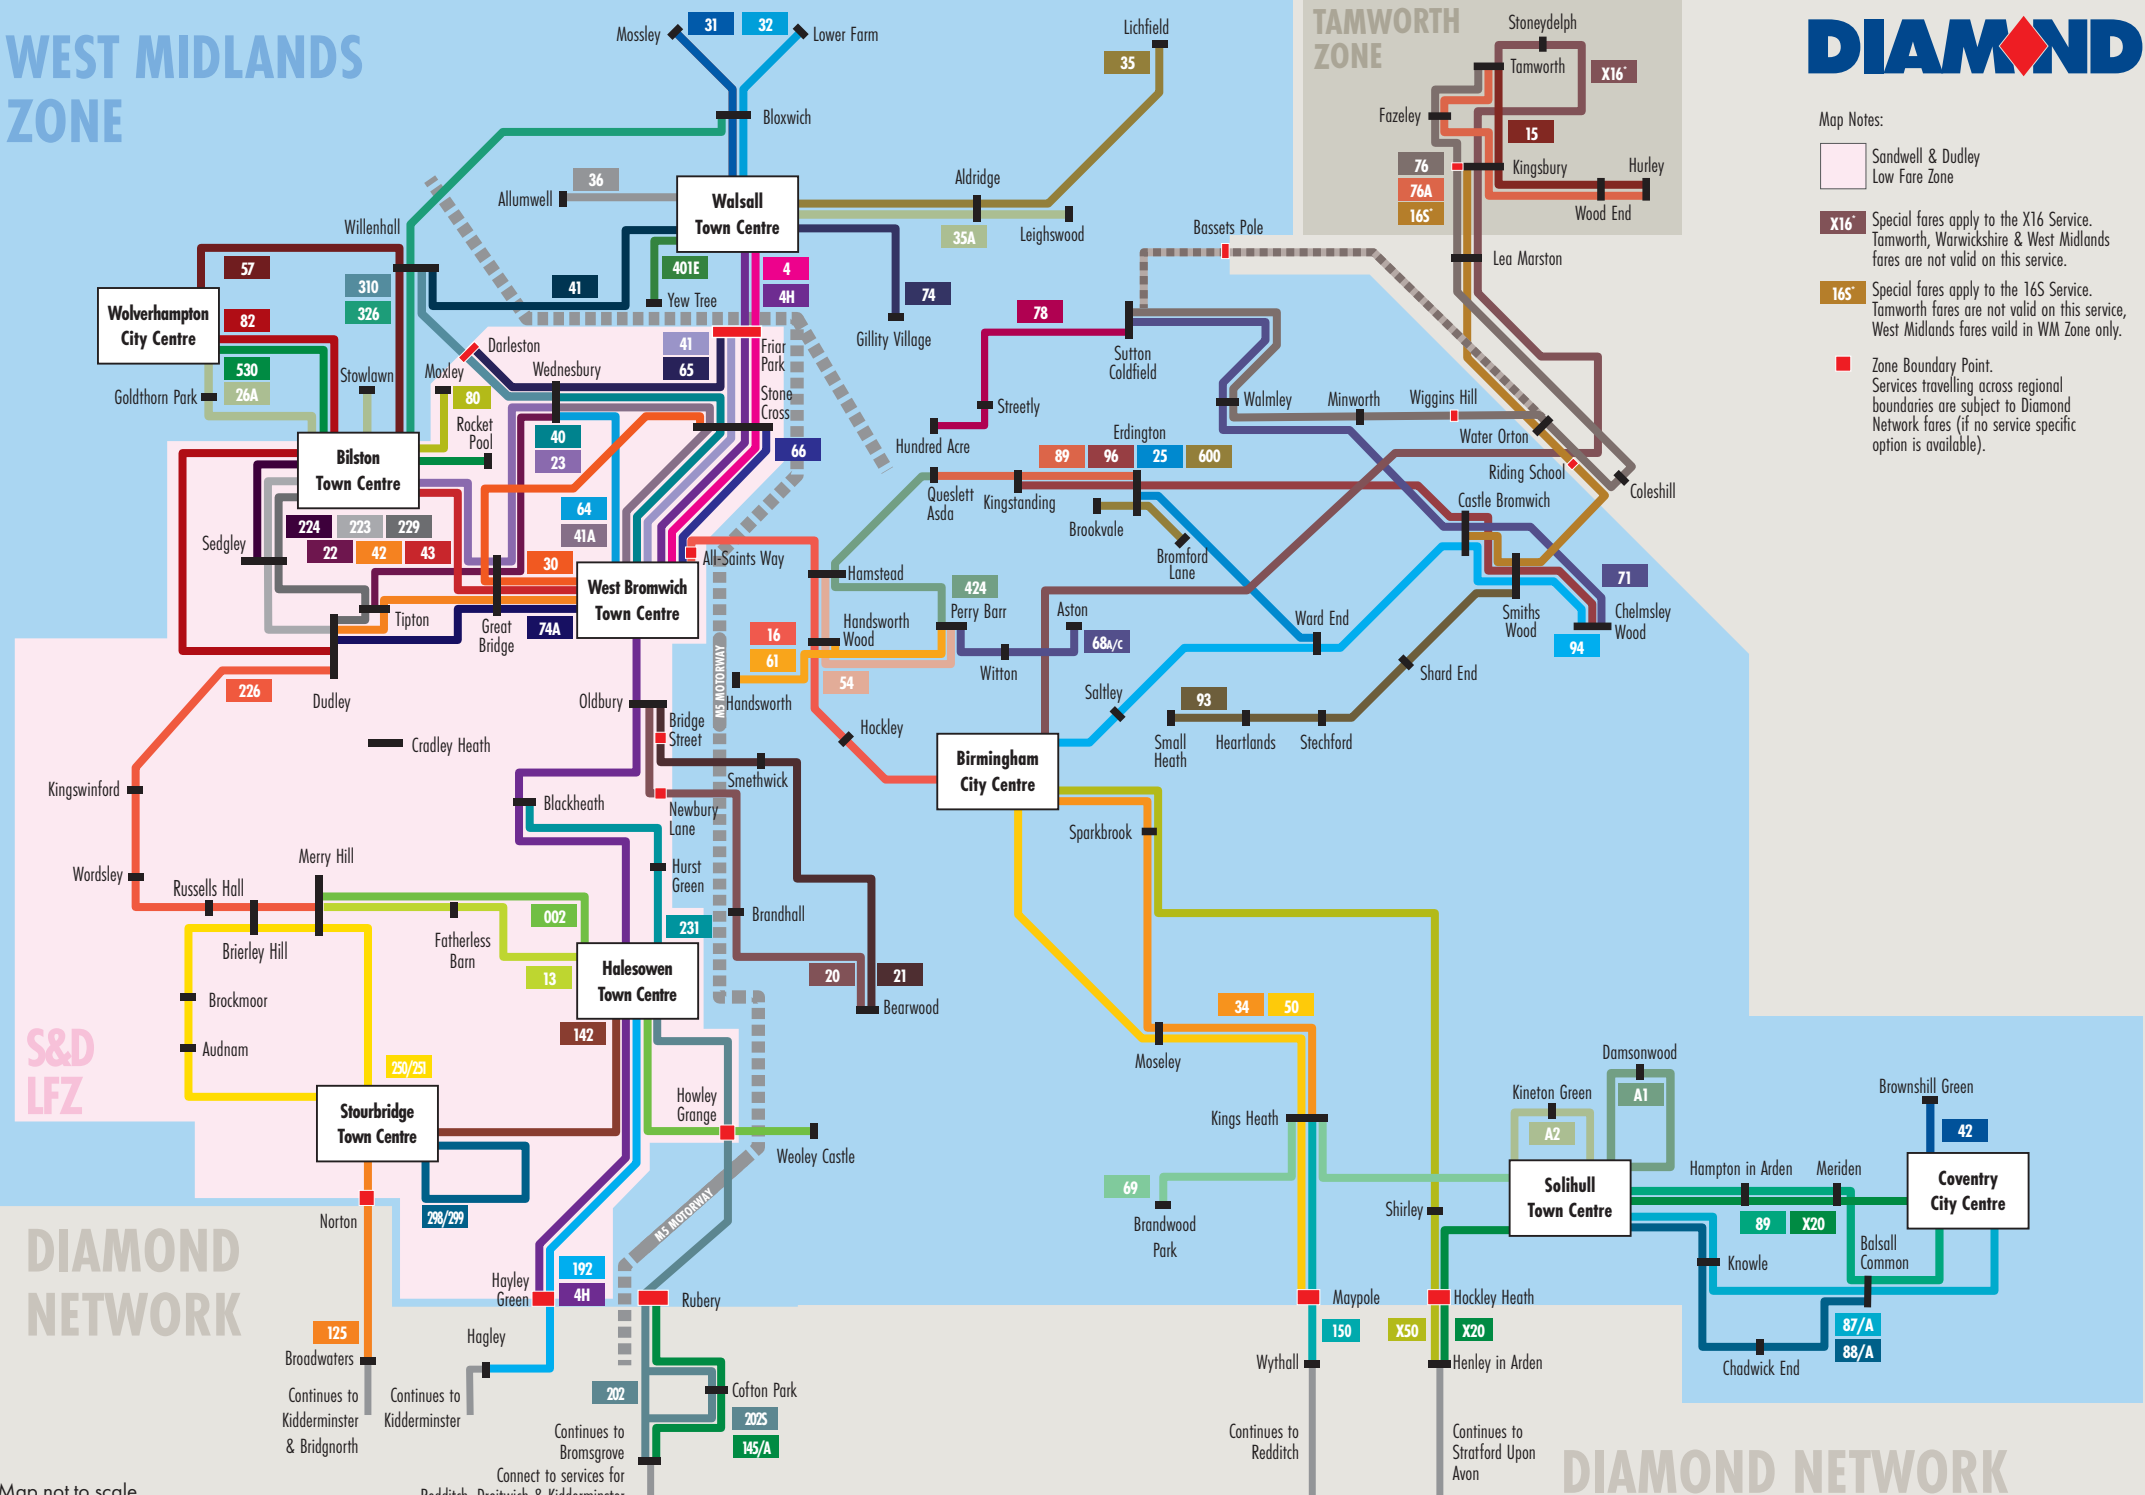 WEST MIDLANDS
ZONE
TAMWORTH
ZONE
DIAMOND
Map Notes:
Sandwell & Dudley
Low Fare Zone
X16*
Special fares apply to the X16 Service.
Tamworth, Warwickshire & West Midlands
fares are not valid on this service.
16S*
Special fares apply to the 16S Service.
Tamworth fares are not valid on this service,
West Midlands fares vaild in WM Zone only.
Zone Boundary Point.
Services travelling across regional
boundaries are subject to Diamond
Network fares (if no service specific
option is available).
Mossley
31
32
Lower Farm
Lichfield
35
Bloxwich
Stoneydelph
Tamworth
X16*
Fazeley
15
76
76A
16S*
Kingsbury
Hurley
Wood End
Lea Marston
Allumwell
36
Walsall
Town Centre
Aldridge
35A
Leighswood
Bassets Pole
Willenhall
57
310
326
41
401E
Yew Tree
4
4H
74
Gillity Village
Wolverhampton
City Centre
82
530
26A
Goldthorn Park
Stowlawn
Darleston
Moxley
80
Wednesbury
Rocket
Pool
41
65
Friar
Park
Stone
Cross
78
Sutton
Coldfield
Streetly
Hundred Acre
Walmley
Minworth
Wiggins Hill
Water Orton
Riding School
Coleshill
Bilston
Town Centre
40
23
66
64
41A
Erdington
89
96
25
600
Queslett
Asda
Kingstanding
Brookvale
Bromford
Lane
Castle Bromwich
224
223
229
22
42
43
Sedgley
30
All-Saints Way
West Bromwich
Town Centre
Tipton
Great
Bridge
74A
Hamstead
424
Perry Barr
Aston
68A/C
Witton
Handsworth
Wood
16
61
54
Handsworth
Ward End
Smiths
Wood
71
Chelmsley
Wood
94
Shard End
226
Dudley
Oldbury
Bridge
Street
M5 MOTORWAY
Hockley
Saltley
93
Small
Heath
Heartlands
Stechford
Cradley Heath
Smethwick
Birmingham
City Centre
Kingswinford
Blackheath
Newbury
Lane
Sparkbrook
Wordsley
Russells Hall
Merry Hill
Hurst
Green
Brandhall
002
231
Brierley Hill
Fatherless
Barn
13
Halesowen
Town Centre
20
21
Bearwood
Brockmoor
Audnam
S&D
LFZ
142
250/251
34
50
Moseley
Stourbridge
Town Centre
Howley
Grange
Weoley Castle
Kings Heath
Damsonwood
A1
Kineton Green
A2
Brownshill Green
42
69
Brandwood
Park
Shirley
Solihull
Town Centre
Hampton in Arden
Meriden
89
X20
Coventry
City Centre
Balsall
Common
Knowle
298/299
Norton
M5 MOTORWAY
DIAMOND
NETWORK
192
4H
Hayley
Green
Rubery
Maypole
Hockley Heath
150
X50
X20
87/A
88/A
Chadwick End
Hagley
125
Broadwaters
Continues to
Kidderminster
& Bridgnorth
Continues to
Kidderminster
202
Cofton Park
202S
145/A
Wythall
Henley in Arden
Continues to
Bromsgrove
Connect to services for
Redditch, Droitwich & Kidderminster
Continues to
Redditch
Continues to
Stratford Upon
Avon
DIAMOND NETWORK
Map not to scale